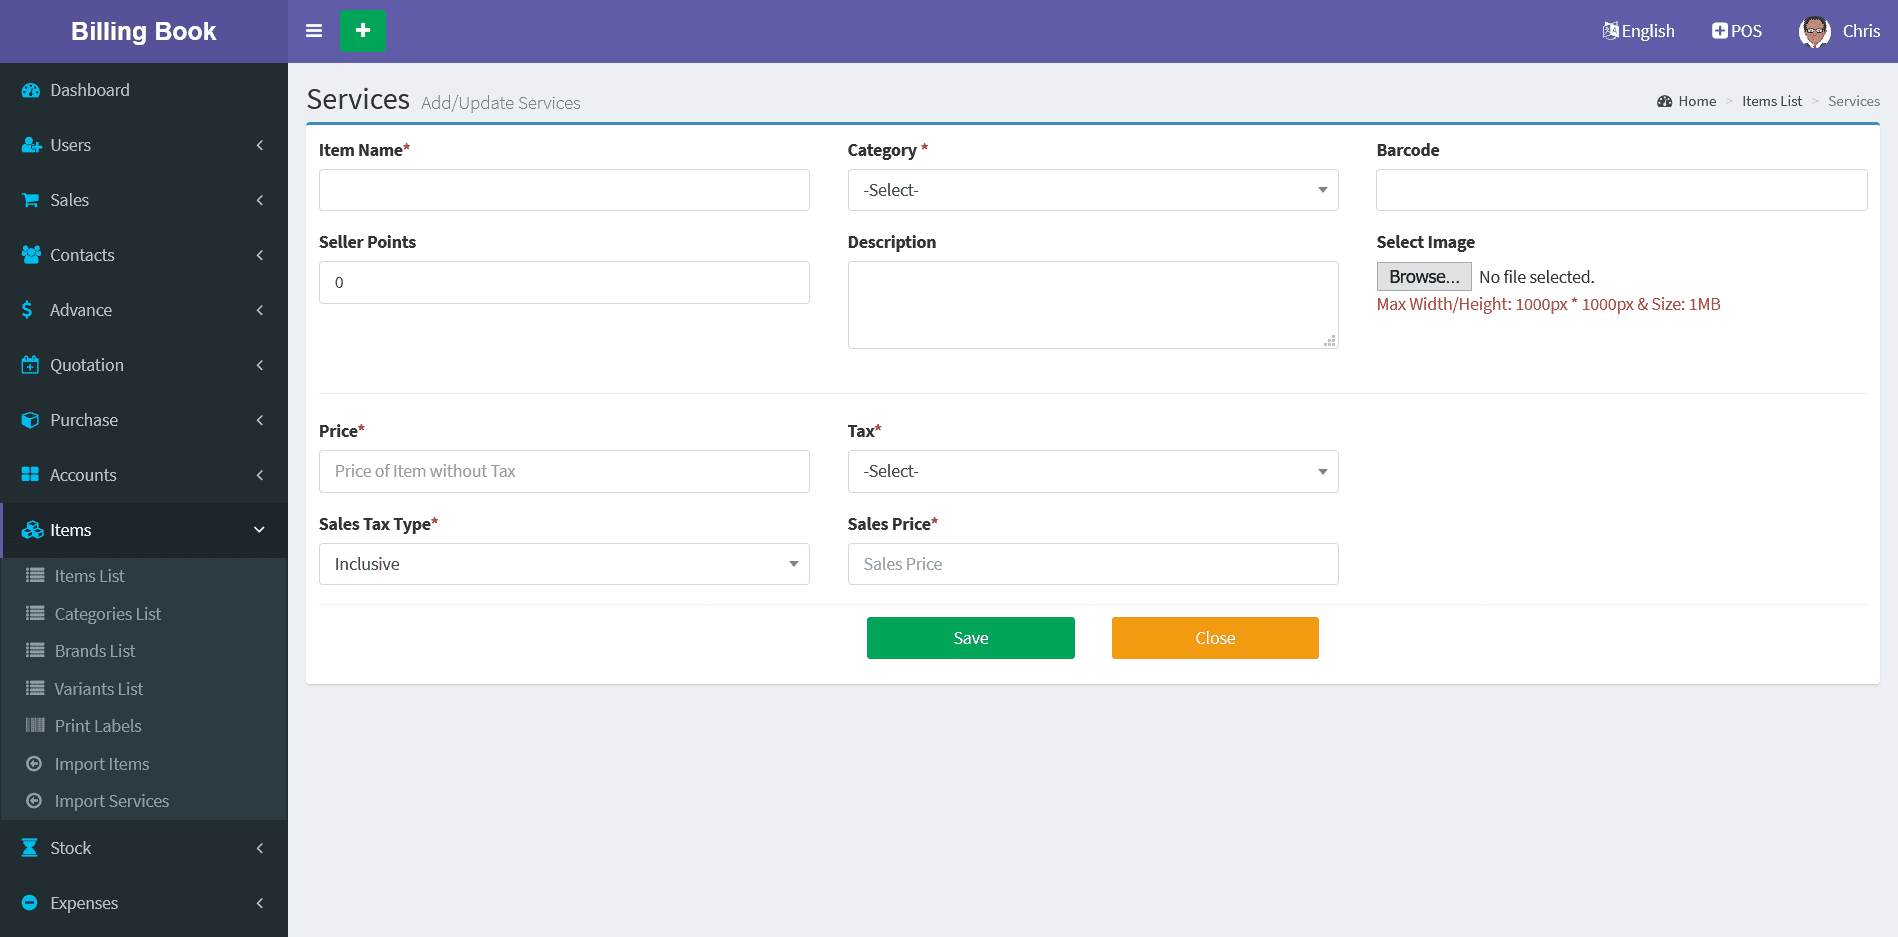 Billing Book
English
POS
Chris
Dashboard
Users
Sales
Contacts
Advance
Quotation
Purchase
Accounts
Items
Items List
Categories List
Brands List
Variants List
Print Labels
Import Items
Import Services
Stock
Expenses
Services Add/Update Services
Home > Items List > Services
Item Name*
Category *
-Select-
Barcode
Seller Points
0
Description
Select Image
Browse... No file selected.
Max Width/Height: 1000px * 1000px & Size: 1MB
Price*
Price of Item without Tax
Tax*
-Select-
Sales Tax Type*
Inclusive
Sales Price*
Sales Price
Save
Close